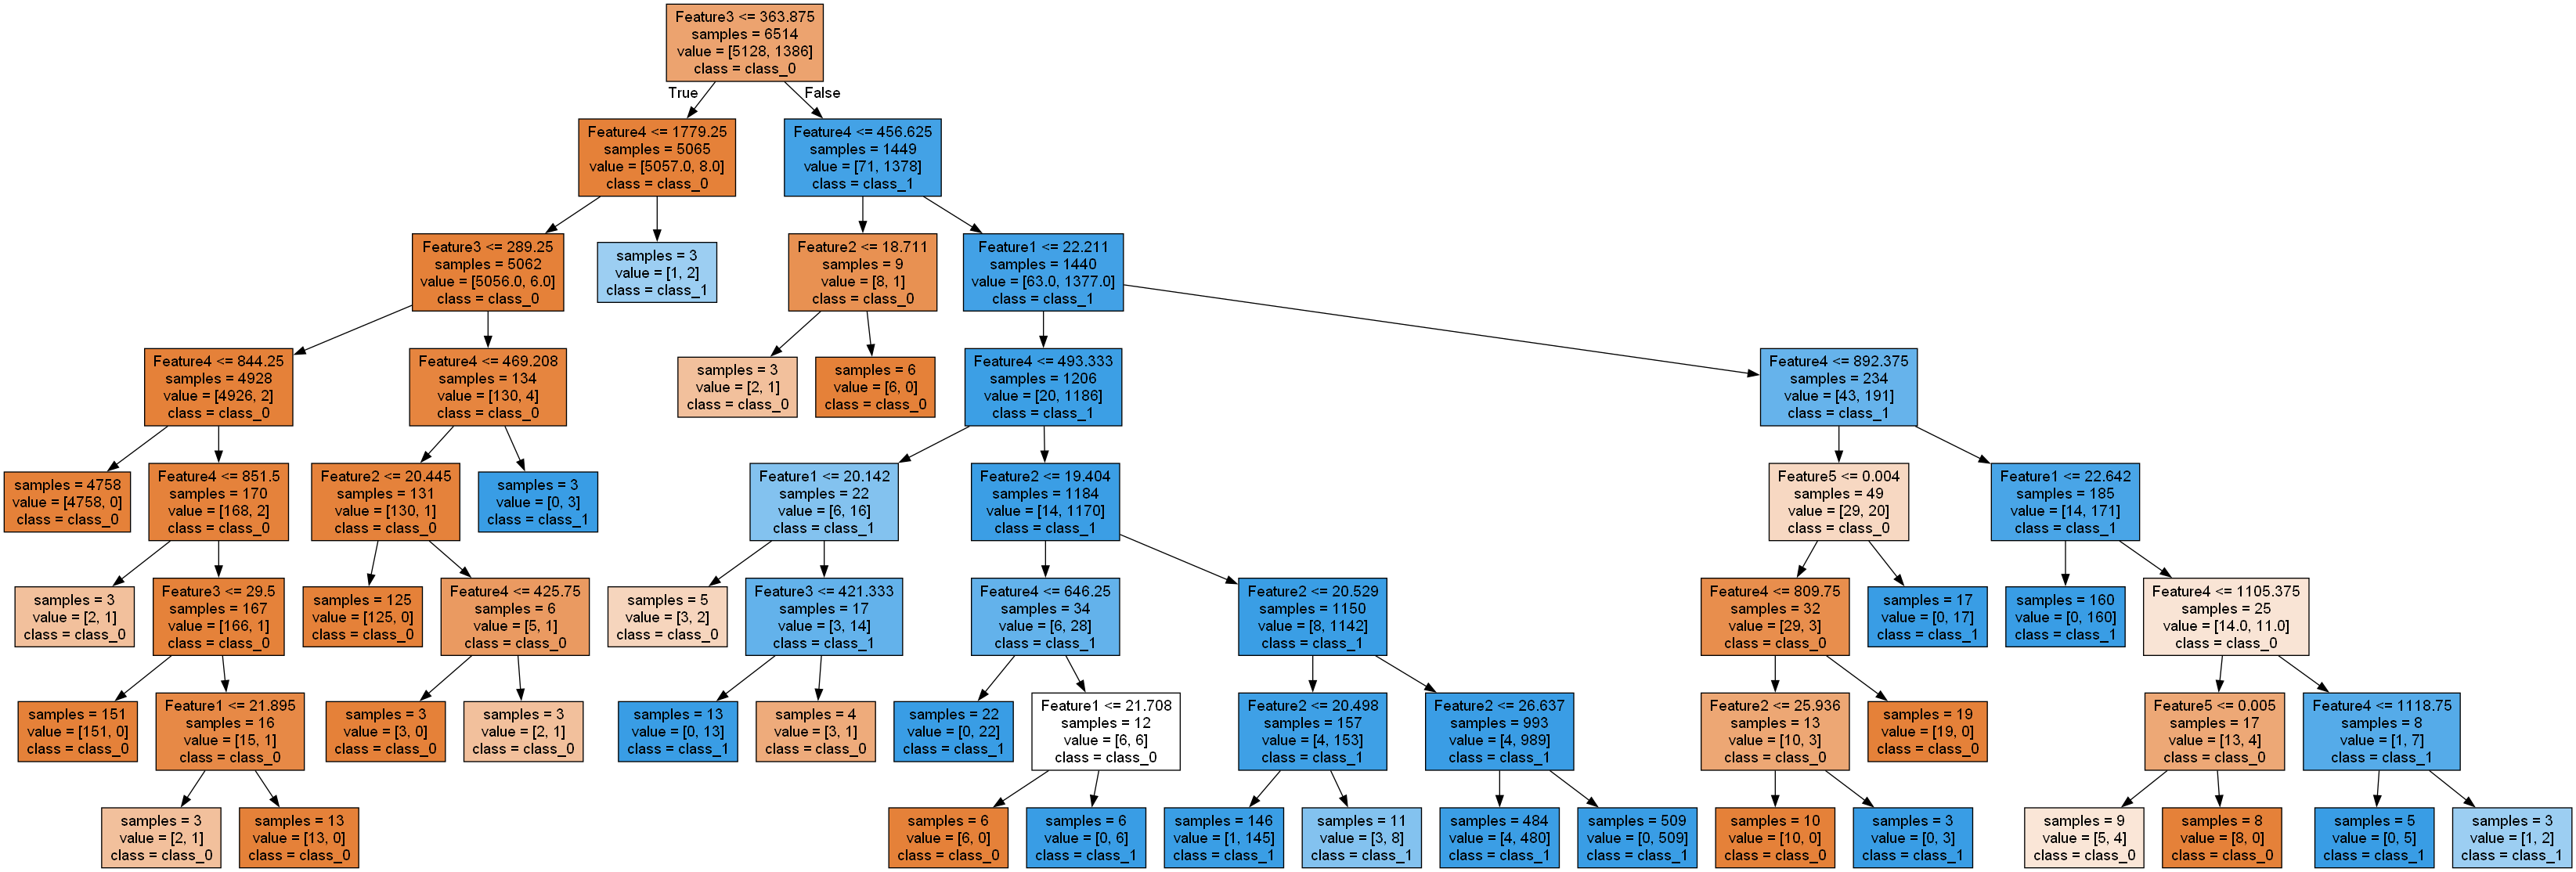 Feature3 <= 363.875
samples = 6514
value = [5128, 1386]
class = class_0
True
False
Feature4 <= 1779.25
samples = 5065
value = [5057.0, 8.0]
class = class_0
Feature4 <= 456.625
samples = 1449
value = [71, 1378]
class = class_1
Feature3 <= 289.25
samples = 5062
value = [5056.0, 6.0]
class = class_0
samples = 3
value = [1, 2]
class = class_1
Feature2 <= 18.711
samples = 9
value = [8, 1]
class = class_0
Feature1 <= 22.211
samples = 1440
value = [63.0, 1377.0]
class = class_1
Feature4 <= 844.25
samples = 4928
value = [4926, 2]
class = class_0
Feature4 <= 469.208
samples = 134
value = [130, 4]
class = class_0
samples = 3
value = [2, 1]
class = class_0
samples = 6
value = [6, 0]
class = class_0
Feature4 <= 493.333
samples = 1206
value = [20, 1186]
class = class_1
Feature4 <= 892.375
samples = 234
value = [43, 191]
class = class_1
samples = 4758
value = [4758, 0]
class = class_0
Feature4 <= 851.5
samples = 170
value = [168, 2]
class = class_0
Feature2 <= 20.445
samples = 131
value = [130, 1]
class = class_0
samples = 3
value = [0, 3]
class = class_1
Feature1 <= 20.142
samples = 22
value = [6, 16]
class = class_1
Feature2 <= 19.404
samples = 1184
value = [14, 1170]
class = class_1
Feature5 <= 0.004
samples = 49
value = [29, 20]
class = class_0
Feature1 <= 22.642
samples = 185
value = [14, 171]
class = class_1
samples = 3
value = [2, 1]
class = class_0
Feature3 <= 29.5
samples = 167
value = [166, 1]
class = class_0
samples = 125
value = [125, 0]
class = class_0
Feature4 <= 425.75
samples = 6
value = [5, 1]
class = class_0
samples = 5
value = [3, 2]
class = class_0
Feature3 <= 421.333
samples = 17
value = [3, 14]
class = class_1
Feature4 <= 646.25
samples = 34
value = [6, 28]
class = class_1
Feature2 <= 20.529
samples = 1150
value = [8, 1142]
class = class_1
Feature4 <= 809.75
samples = 32
value = [29, 3]
class = class_0
samples = 17
value = [0, 17]
class = class_1
samples = 160
value = [0, 160]
class = class_1
Feature4 <= 1105.375
samples = 25
value = [14.0, 11.0]
class = class_0
samples = 151
value = [151, 0]
class = class_0
Feature1 <= 21.895
samples = 16
value = [15, 1]
class = class_0
samples = 3
value = [3, 0]
class = class_0
samples = 3
value = [2, 1]
class = class_0
samples = 13
value = [0, 13]
class = class_1
samples = 4
value = [3, 1]
class = class_0
samples = 22
value = [0, 22]
class = class_1
Feature1 <= 21.708
samples = 12
value = [6, 6]
class = class_0
Feature2 <= 20.498
samples = 157
value = [4, 153]
class = class_1
Feature2 <= 26.637
samples = 993
value = [4, 989]
class = class_1
Feature2 <= 25.936
samples = 13
value = [10, 3]
class = class_0
samples = 19
value = [19, 0]
class = class_0
Feature5 <= 0.005
samples = 17
value = [13, 4]
class = class_0
Feature4 <= 1118.75
samples = 8
value = [1, 7]
class = class_1
samples = 3
value = [2, 1]
class = class_0
samples = 13
value = [13, 0]
class = class_0
samples = 6
value = [6, 0]
class = class_0
samples = 6
value = [0, 6]
class = class_1
samples = 146
value = [1, 145]
class = class_1
samples = 11
value = [3, 8]
class = class_1
samples = 484
value = [4, 480]
class = class_1
samples = 509
value = [0, 509]
class = class_1
samples = 10
value = [10, 0]
class = class_0
samples = 3
value = [0, 3]
class = class_1
samples = 9
value = [5, 4]
class = class_0
samples = 8
value = [8, 0]
class = class_0
samples = 5
value = [0, 5]
class = class_1
samples = 3
value = [1, 2]
class = class_1